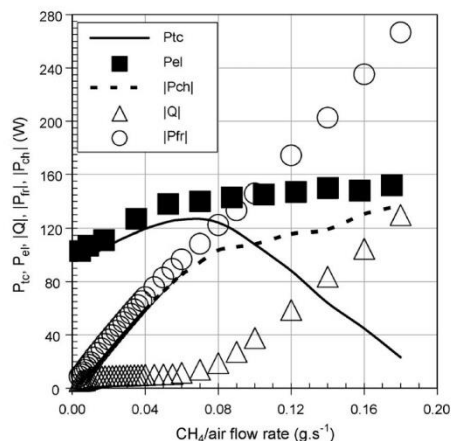 280
240
200
160
120
80
40
0
Ptc, Pel, |Q|, |Pfr|, |Pch| (W)
Ptc
Pel
|Pch|
|Q|
|Pfr|
0.00 0.04 0.08 0.12 0.16 0.20
CH4/air flow rate (g.s-1)